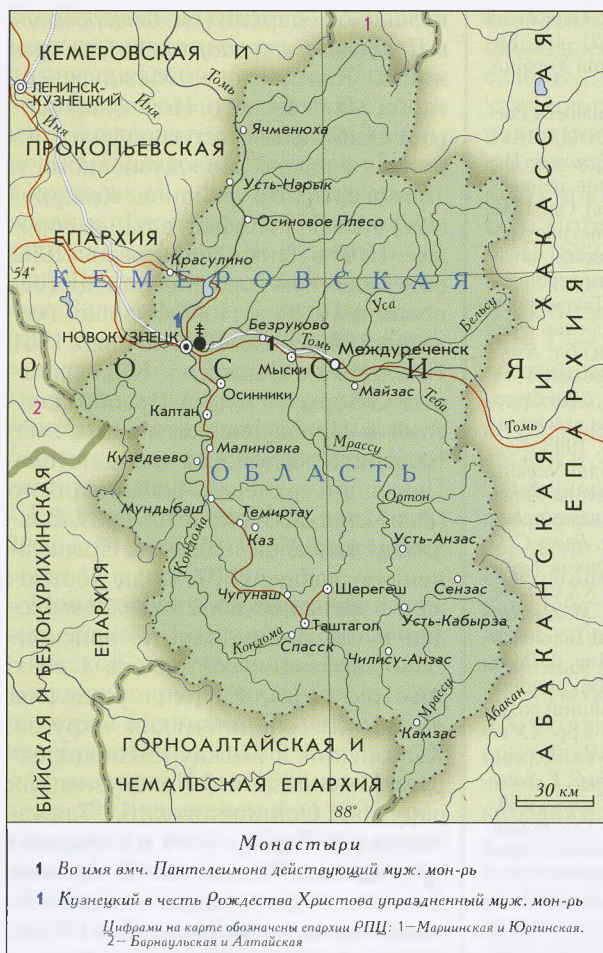 1
КЕМЕРОВСКАЯ И
ЛЕНИНСК-
КУЗНЕЦКИЙ
Томь
Иня
Иня
ПРОКОПЬЕВСКАЯ
Ячменюха
Усть-Нарык
Осиновое Плесо
ЕПАРХИЯ
Красулино
54°
КЕМЕРОВСКАЯ
Уса
Бельсу
1
НОВОКУЗНЕЦК
Безруково
1
Томь
Междуреченск
Мыски
РОССИЯ
Майзас
Теба
Томь
2
Осинники
Калтан
Малиновка
Кузедеево
Мрассу
ОБЛАСТЬ
Мундыбаш
Ортон
Темиртау
Каз
Кондома
Усть-Анзас
Чугунаш
Шерегеш
Сензас
Усть-Кабырза
Таштагол
Кондома
Спасск
Чилису-Анзас
Мрассу
Абакан
Камзас
БИЙСКАЯ И БЕЛОКУРИХИНСКАЯ
ЕПАРХИЯ
АБАКАНСКАЯ И ХАКАССКАЯ
ЕПАРХИЯ
ГОРНОАЛТАЙСКАЯ И
ЧЕМАЛЬСКАЯ ЕПАРХИЯ
88°
30 км
Монастыри
1 Во имя вмч. Пантелеимона действующий муж. мон-рь
1 Кузнецкий в честь Рождества Христова упраздненный муж. мон-рь
Цифрами на карте обозначены епархии РПЦ: 1— Мариинская и Юргинская.
2— Барнаульская и Алтайская